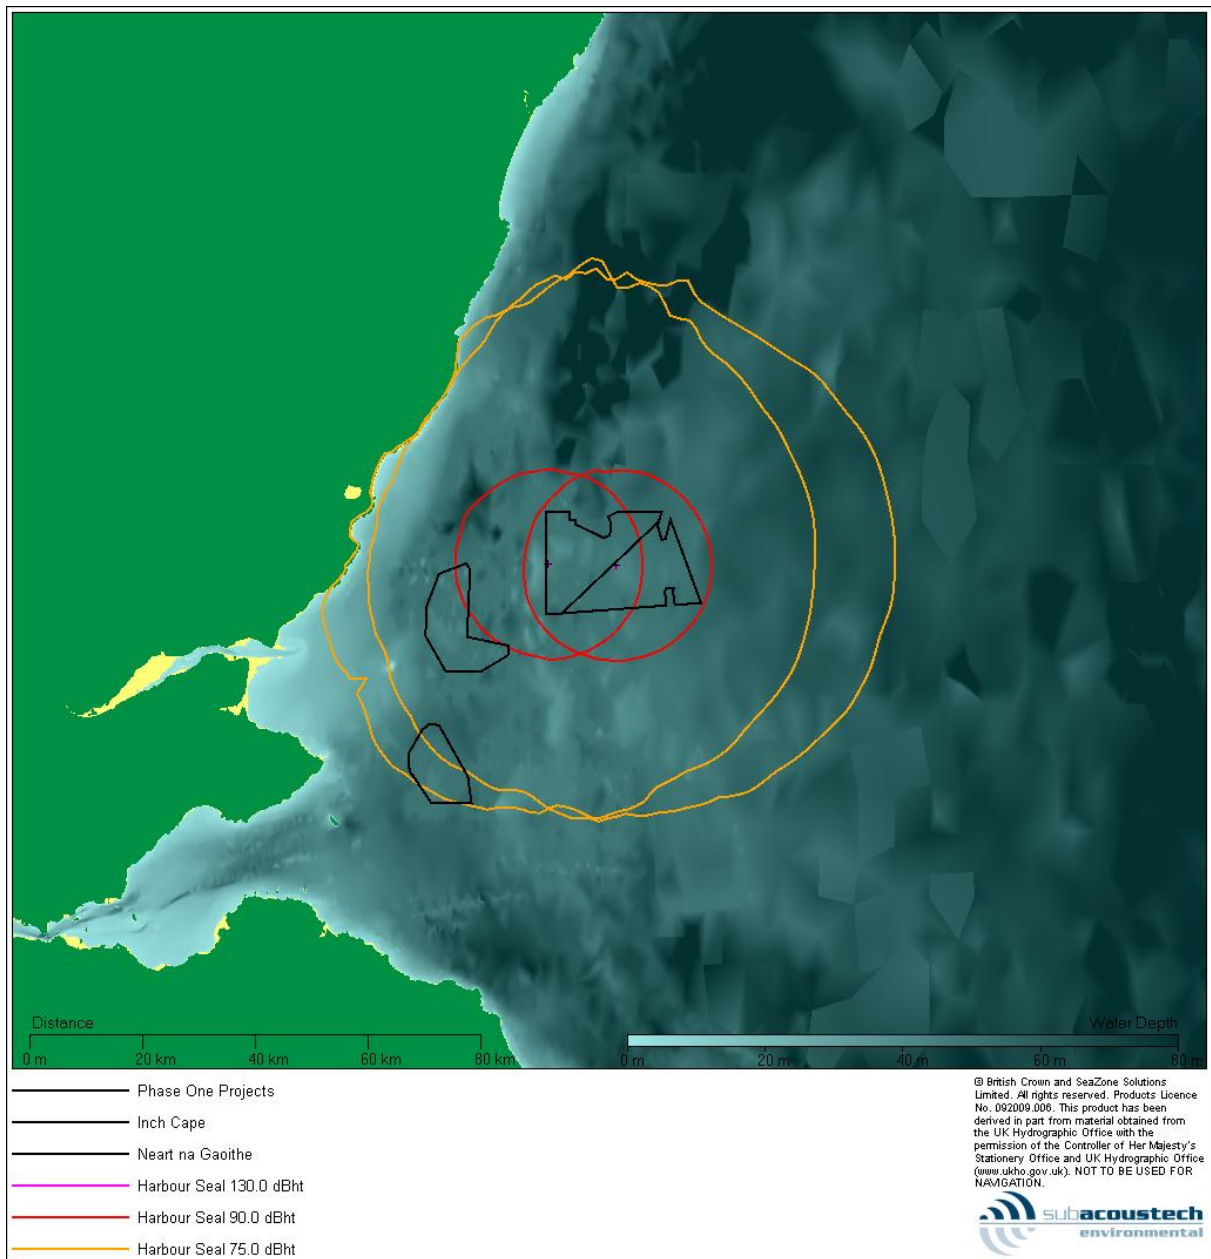 Distance
0 m 20 km 40 km 60 km 80 km
Water Depth
0 m 20 m 40 m 60 m 80 m
Phase One Projects
Inch Cape
Neart na Gaoithe
Harbour Seal 130.0 dBht
Harbour Seal 90.0 dBht
Harbour Seal 75.0 dBht
© British Crown and SeaZone Solutions
Limited. All rights reserved. Products Licence
No. 092009.006. This product has been
derived in part from material obtained from
the UK Hydrographic Office with the
permission of the Controller of Her Majesty's
Stationery Office and UK Hydrographic Office
(www.ukho.gov.uk). NOT TO BE USED FOR
NAVIGATION.
subacoustech
environmental